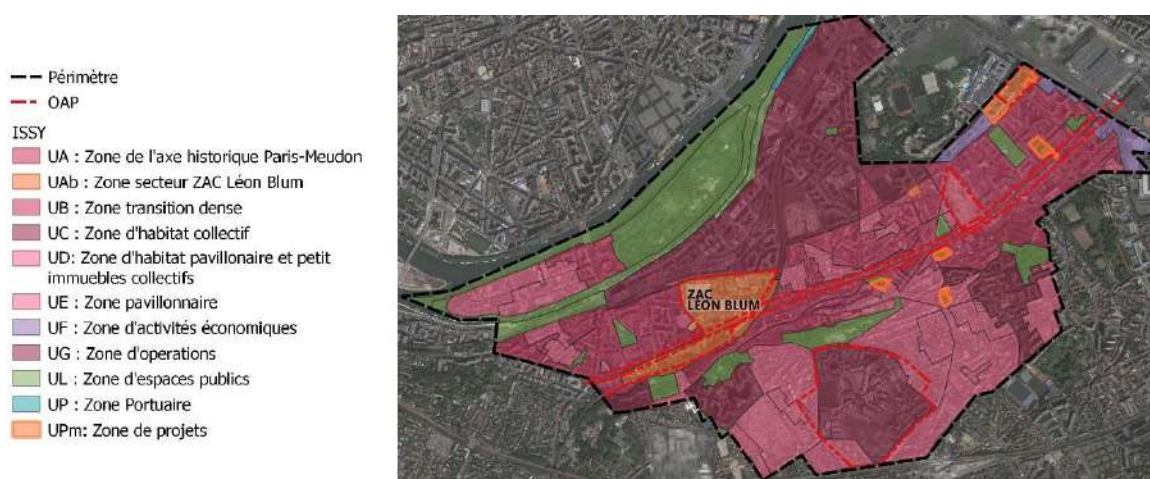 Périmètre
OAP
ISSY
UA : Zone de l'axe historique Paris-Meudon
UAb : Zone secteur ZAC Léon Blum
UB : Zone transition dense
UC : Zone d'habitat collectif
UD: Zone d'habitat pavillonaire et petit
immeubles collectifs
UE : Zone pavillonnaire
UF : Zone d'activités économiques
UG : Zone d'operations
UL : Zone d'espaces publics
UP : Zone Portuaire
UPm: Zone de projets
ZAC
LÉON BLUM